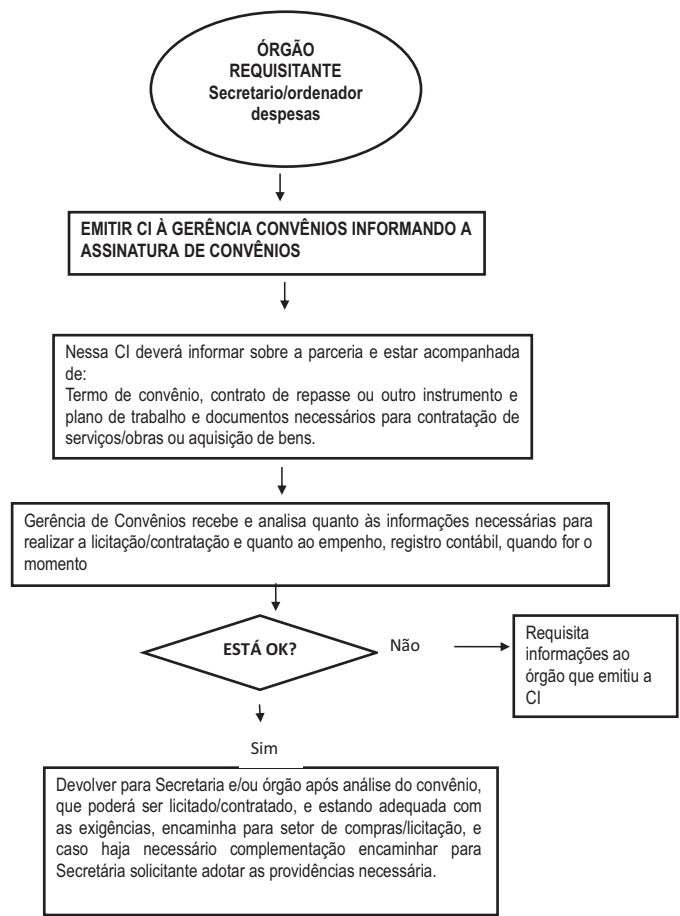 ÓRGÃO
REQUISITANTE
Secretario/ordenador
despesas
EMITIR CI À GERÊNCIA CONVÊNIOS INFORMANDO A
ASSINATURA DE CONVÊNIOS
Nessa CI deverá informar sobre a parceria e estar acompanhada
de:
Termo de convênio, contrato de repasse ou outro instrumento e
plano de trabalho e documentos necessários para contratação de
serviços/obras ou aquisição de bens.
Gerência de Convênios recebe e analisa quanto às informações necessárias para
realizar a licitação/contratação e quanto ao empenho, registro contábil, quando for o
momento
ESTÁ OK?
Não
Requisita
informações ao
órgão que emitiu a
CI
Sim
Devolver para Secretaria e/ou órgão após análise do convênio,
que poderá ser licitado/contratado, e estando adequada com
as exigências, encaminha para setor de compras/licitação, e
caso haja necessário complementação encaminhar para
Secretária solicitante adotar as providências necessária.